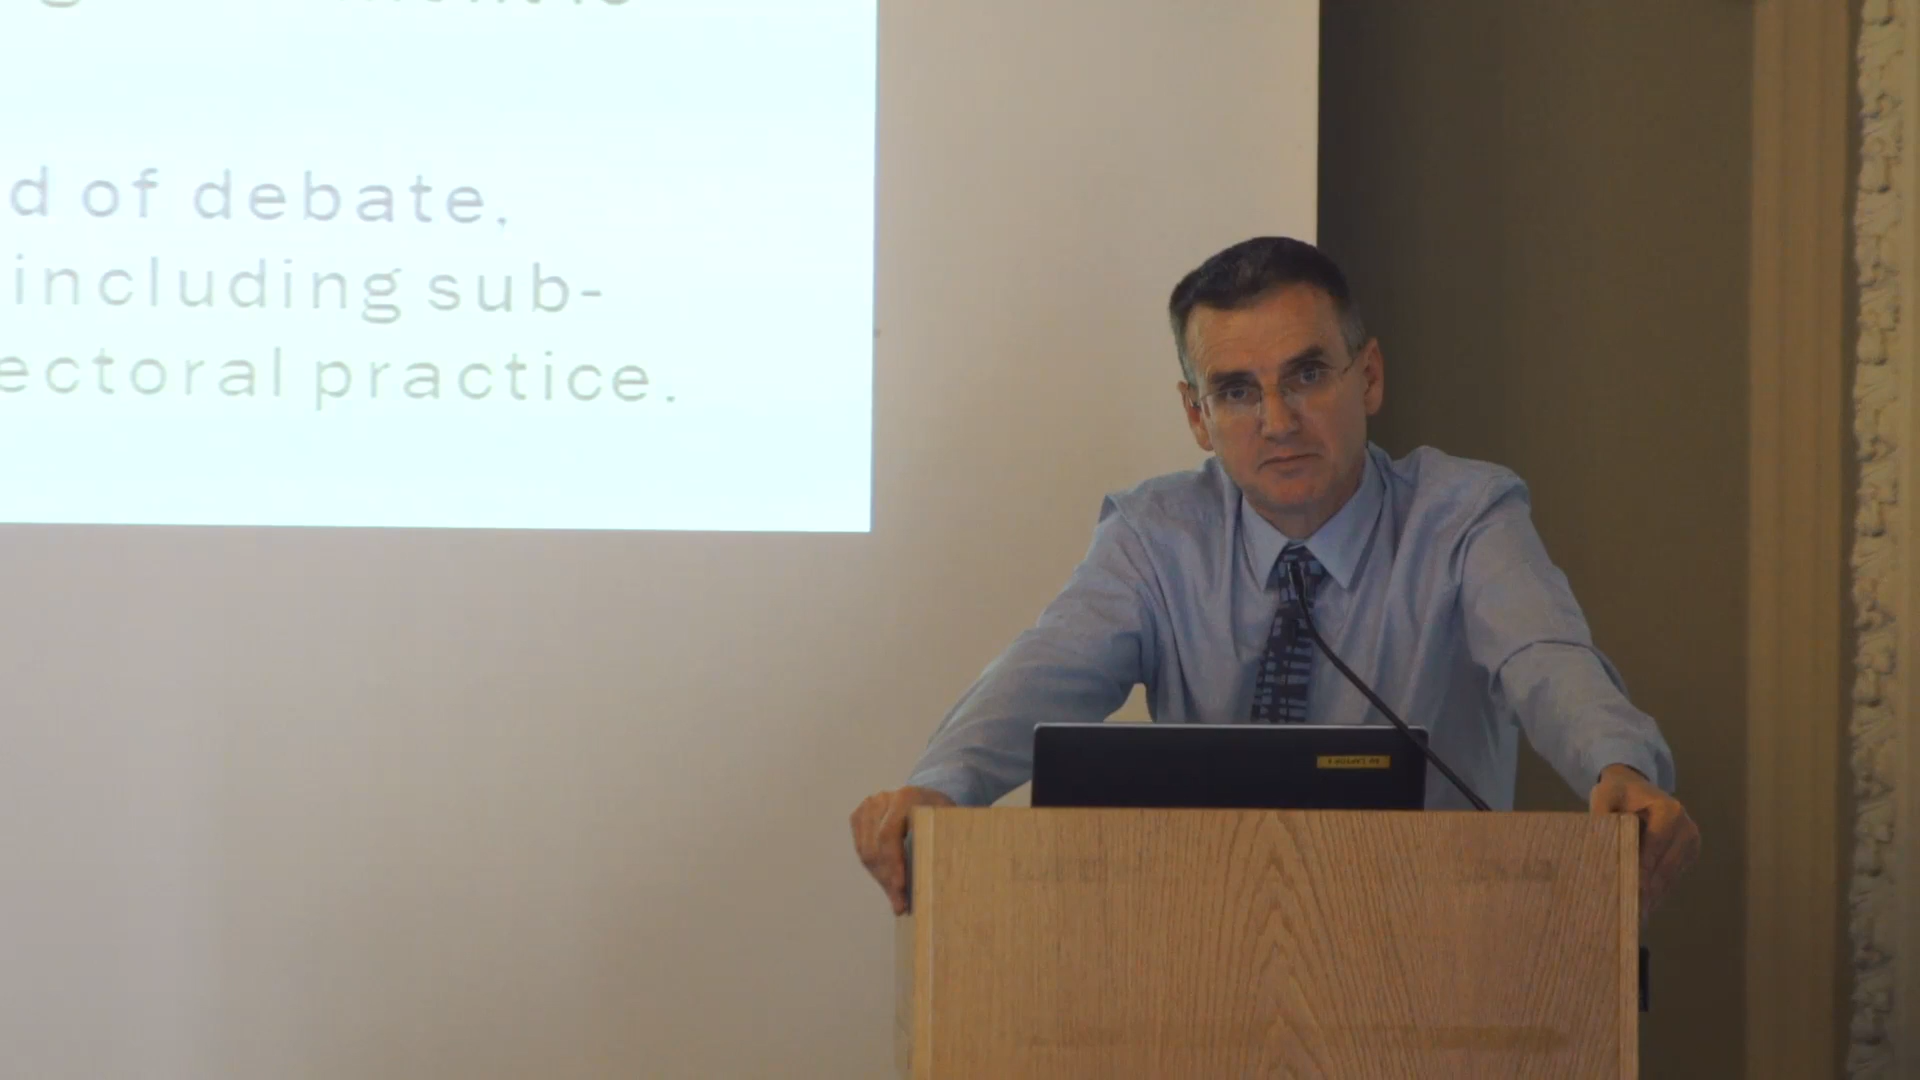 d of debate.
including sub-
ectoral practice.